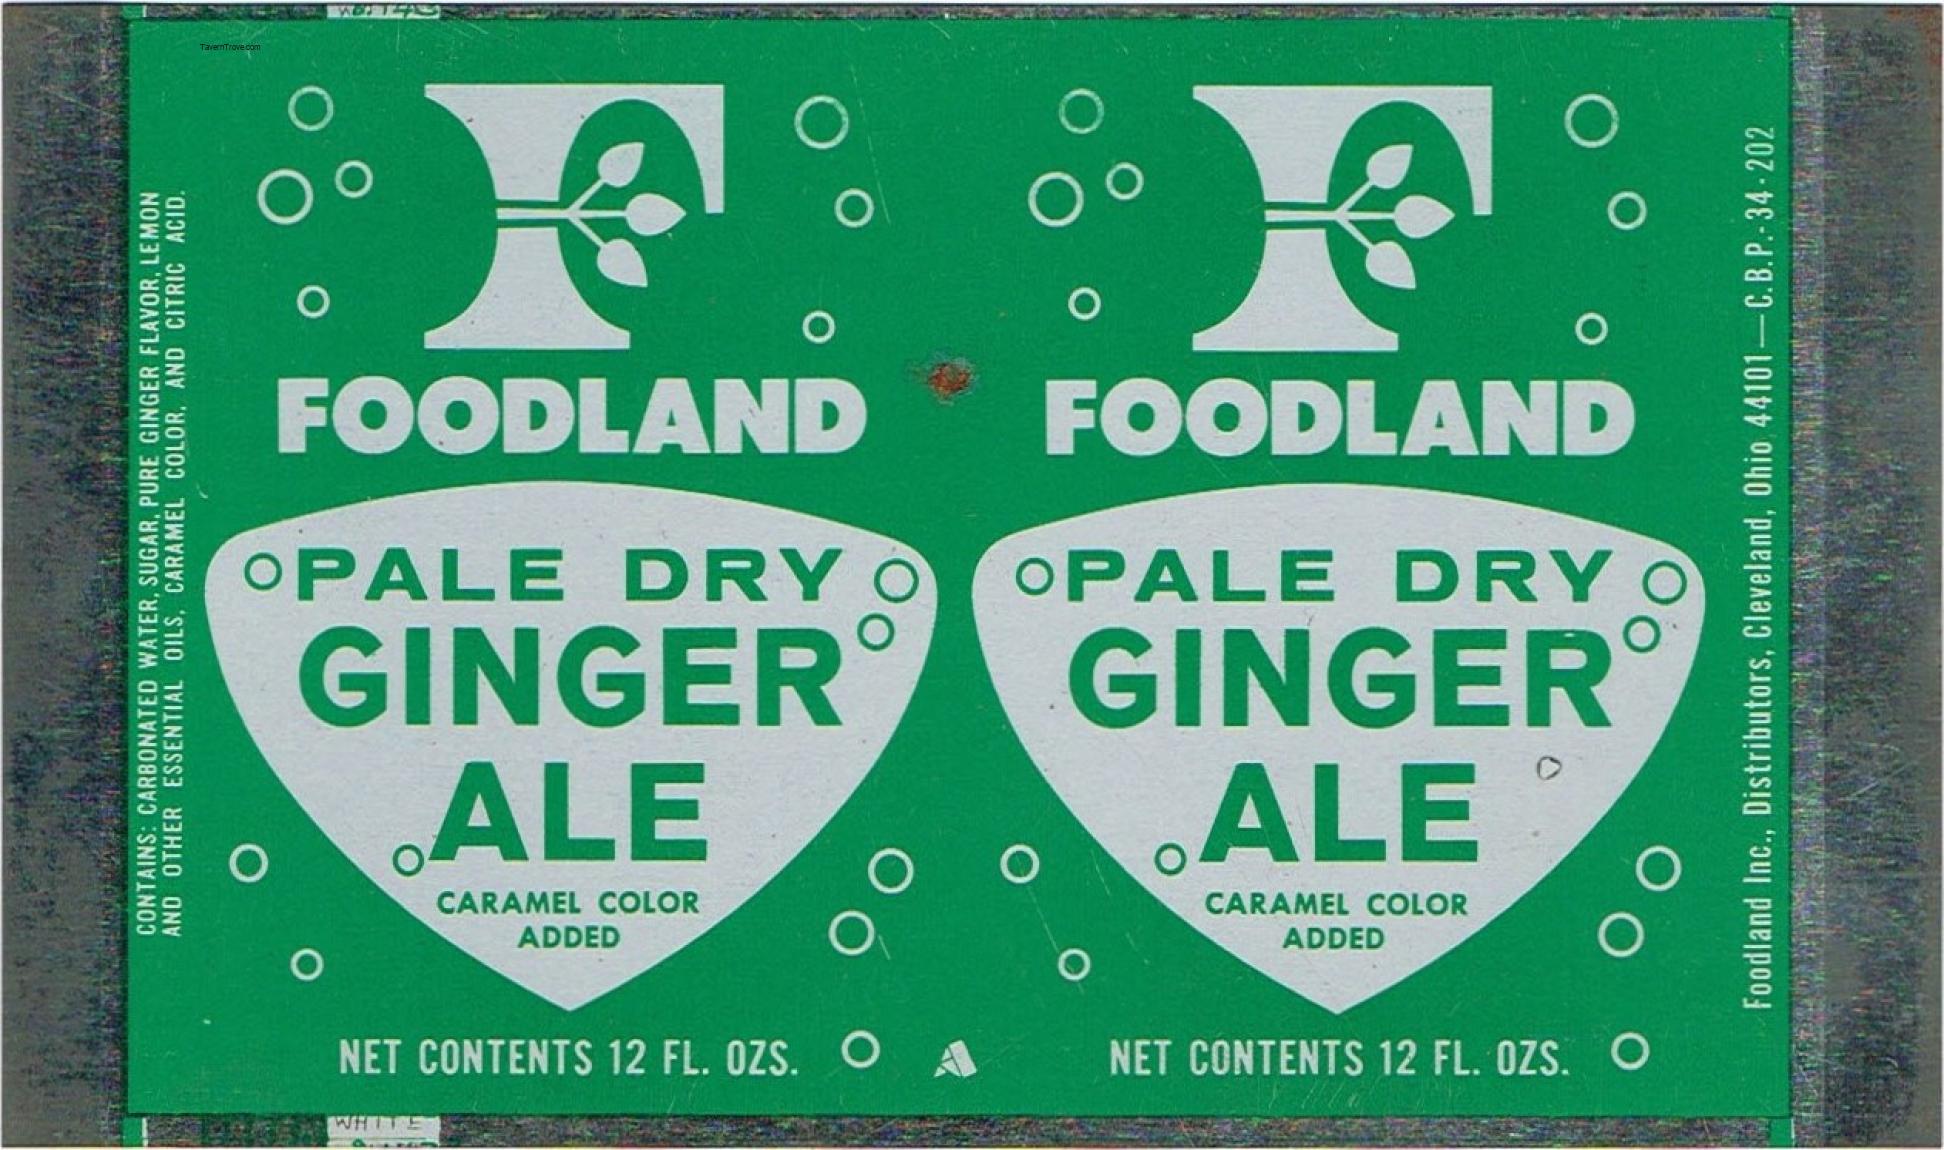 TavernTrove.com
CONTAINS: CARBONATED WATER, SUGAR, PURE GINGER FLAVOR, LEMON
AND OTHER ESSENTIAL OILS, CARAMEL COLOR, AND CITRIC ACID.
F
FOODLAND
PALE DRY
GINGER
ALE
CARAMEL COLOR
ADDED
NET CONTENTS 12 FL. OZS.
F
FOODLAND
PALE DRY
GINGER
ALE
CARAMEL COLOR
ADDED
NET CONTENTS 12 FL. OZS.
Foodland Inc., Distributors, Cleveland, Ohio 44101—C.B.P.-34-202
WHITE